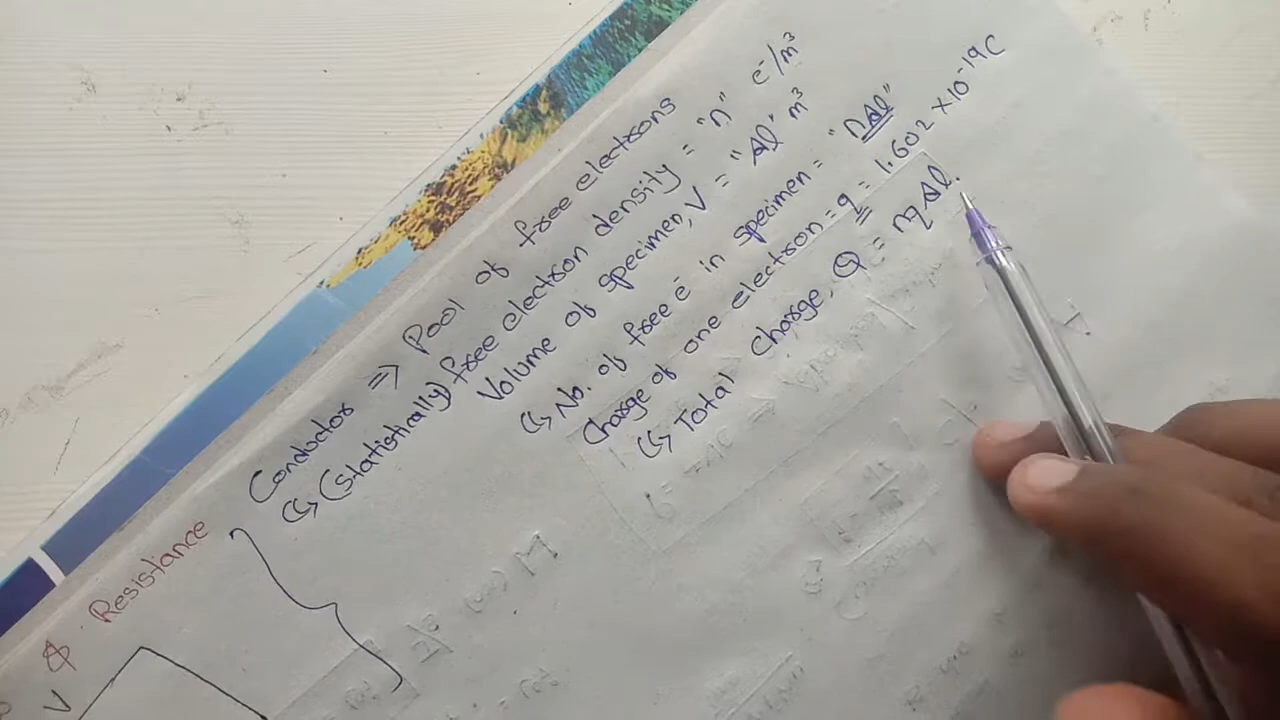 Conductor => Pool of free electrons
↳ (Statistically) free electron density = "n" e⁻/m³
Volume of specimen, V = "Al" m³
↳ No. of free e⁻ in specimen = "nAl"
Charge of one electron = q = 1.602 × 10⁻¹⁹ C
↳ Total charge, Q = nqAl.
Resistance
V